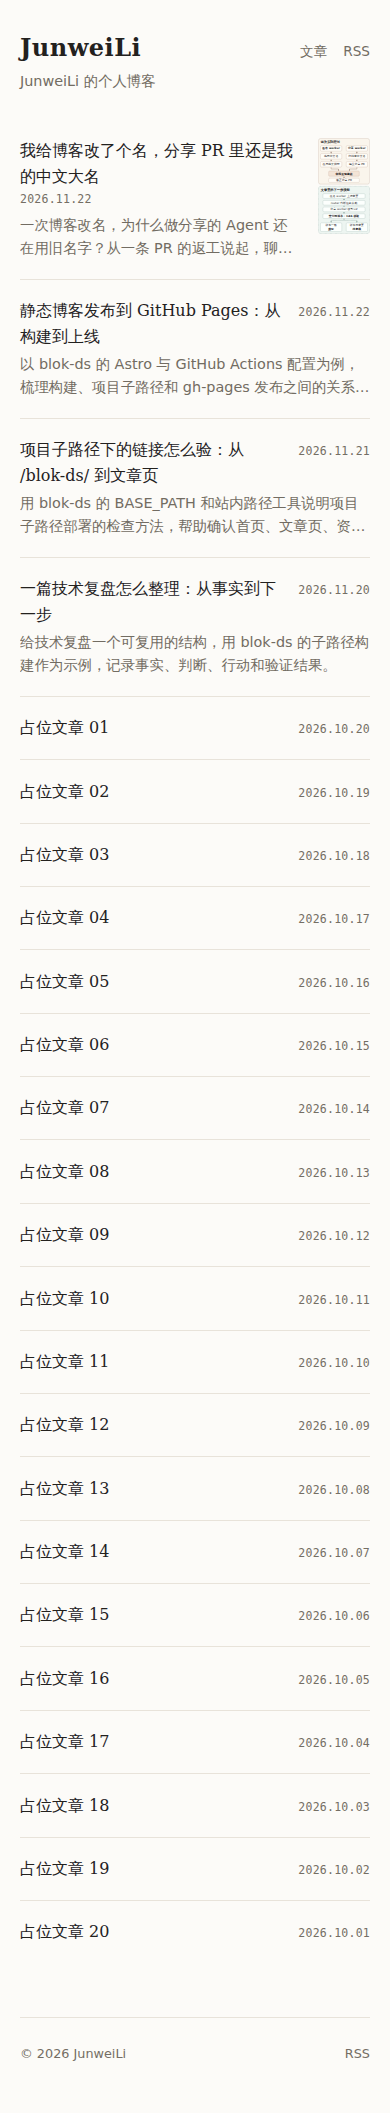 JunweiLi
文章 RSS
JunweiLi 的个人博客
我给博客改了个名，分享 PR 里还是我
的中文大名
2026.11.22
一次博客改名，为什么做分享的 Agent 还
在用旧名字？从一条 PR 的返工说起，聊…
静态博客发布到 GitHub Pages：从
构建到上线
2026.11.22
以 blok-ds 的 Astro 与 GitHub Actions 配置为例，
梳理构建、项目子路径和 gh-pages 发布之间的关系…
项目子路径下的链接怎么验：从
/blok-ds/ 到文章页
2026.11.21
用 blok-ds 的 BASE_PATH 和站内路径工具说明项目
子路径部署的检查方法，帮助确认首页、文章页、资…
一篇技术复盘怎么整理：从事实到下
一步
2026.11.20
给技术复盘一个可复用的结构，用 blok-ds 的子路径构
建作为示例，记录事实、判断、行动和验证结果。
占位文章 01 2026.10.20
占位文章 02 2026.10.19
占位文章 03 2026.10.18
占位文章 04 2026.10.17
占位文章 05 2026.10.16
占位文章 06 2026.10.15
占位文章 07 2026.10.14
占位文章 08 2026.10.13
占位文章 09 2026.10.12
占位文章 10 2026.10.11
占位文章 11 2026.10.10
占位文章 12 2026.10.09
占位文章 13 2026.10.08
占位文章 14 2026.10.07
占位文章 15 2026.10.06
占位文章 16 2026.10.05
占位文章 17 2026.10.04
占位文章 18 2026.10.03
占位文章 19 2026.10.02
占位文章 20 2026.10.01
© 2026 JunweiLi RSS